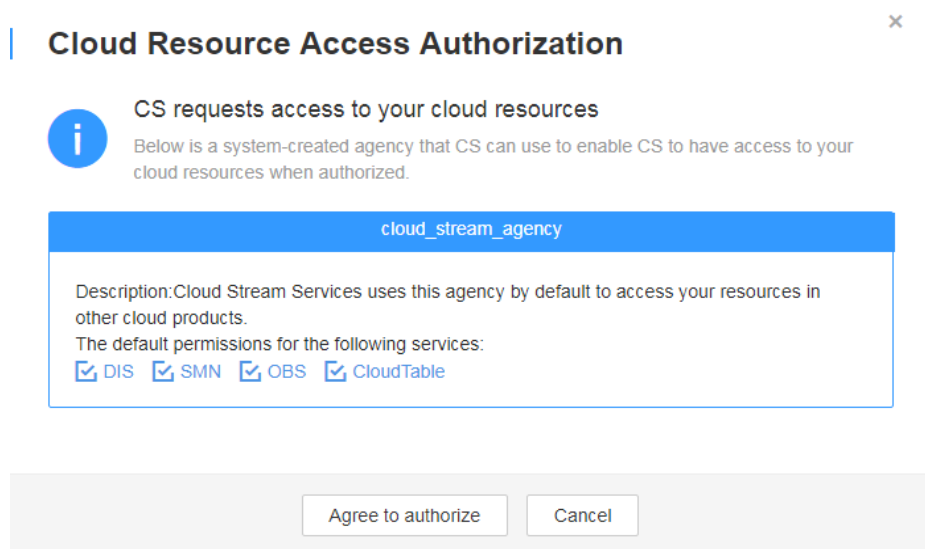 ×
Cloud Resource Access Authorization
i
CS requests access to your cloud resources
Below is a system-created agency that CS can use to enable CS to have access to your
cloud resources when authorized.
cloud_stream_agency
Description:Cloud Stream Services uses this agency by default to access your resources in
other cloud products.
The default permissions for the following services:
DIS SMN OBS CloudTable
Agree to authorize Cancel